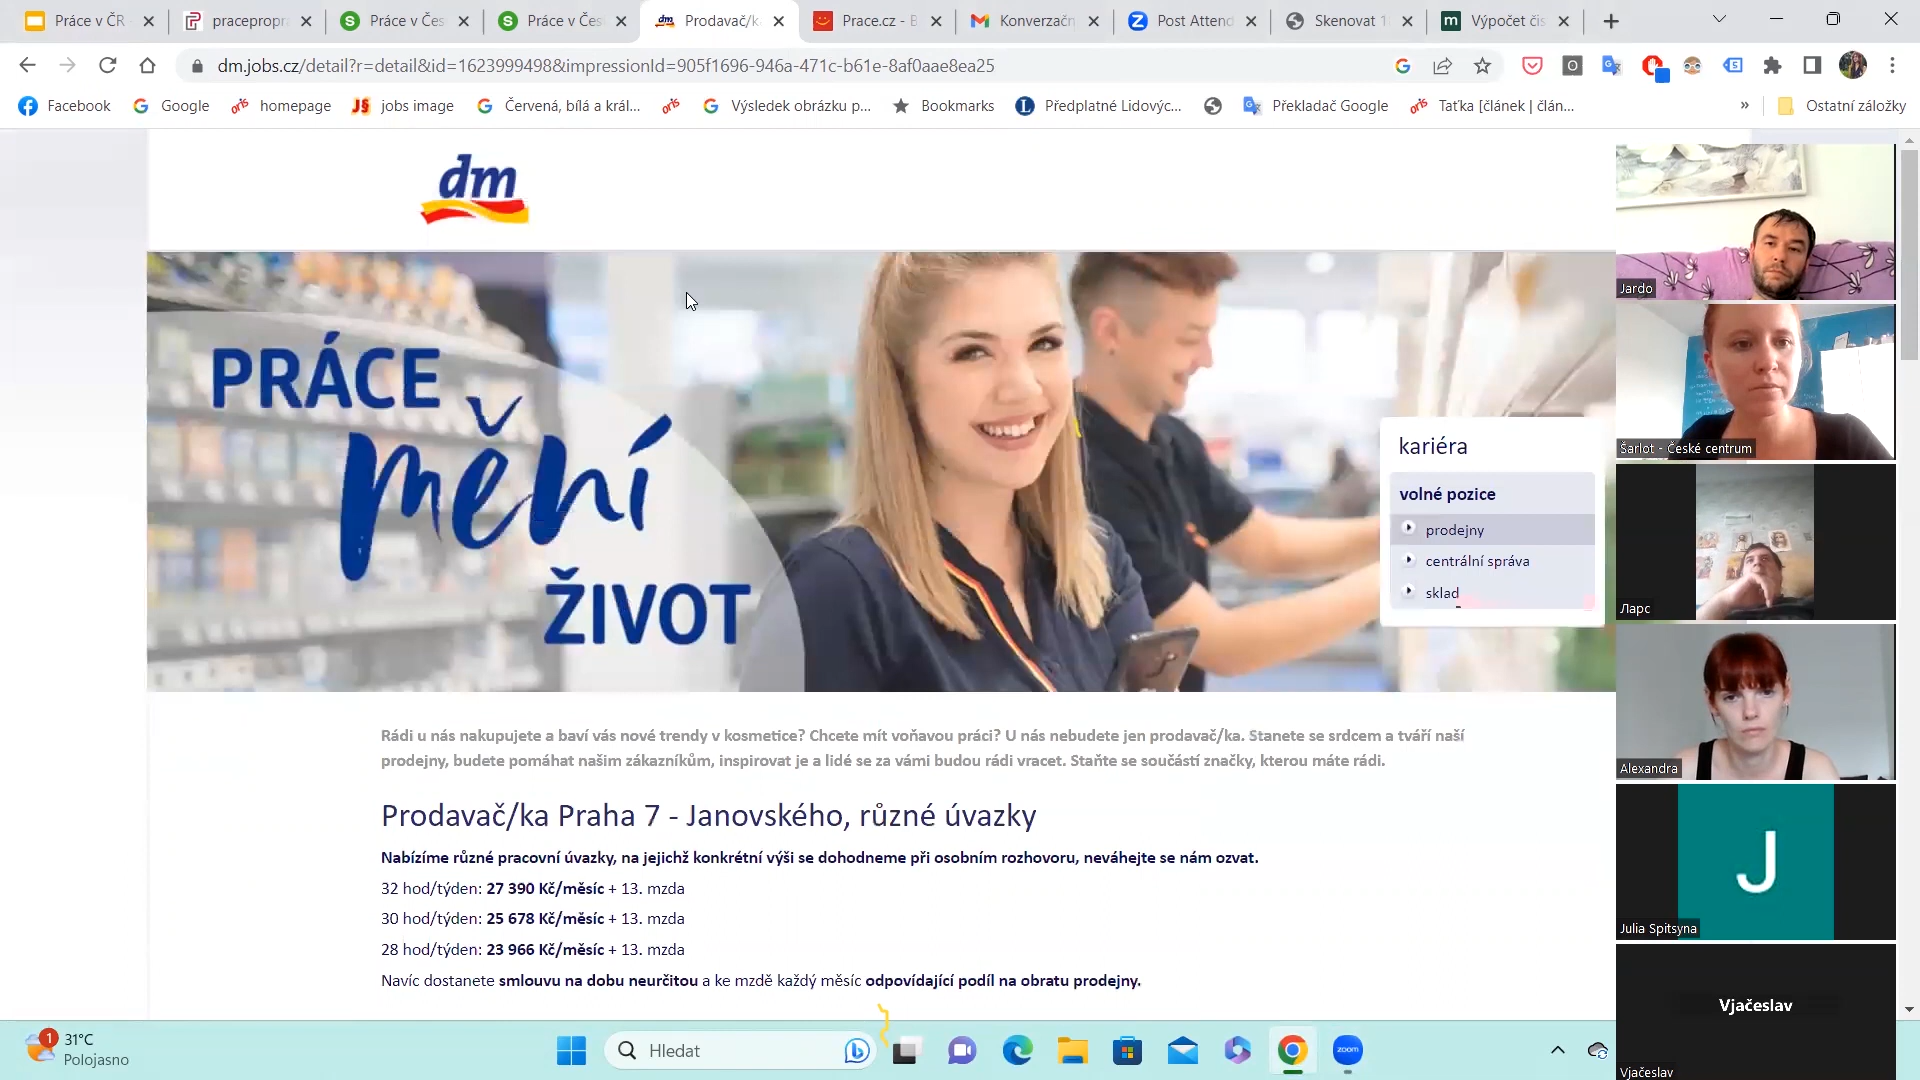 Práce v ČR
pracepropr
Práce v Čes
Práce v Čes
Prodavač/k
Prace.cz - B
Konverzačn
Post Attend
Skenovat 1
Výpočet čis
dm.jobs.cz/detail?r=detail&id=1623999498&impressionId=905f1696-946a-471c-b61e-8af0aae8ea25
Facebook
Google
homepage
jobs image
Červená, bílá a král...
Výsledek obrázku p...
Bookmarks
Předplatné Lidovýc...
Překladač Google
Taťka [článek | člán...
»
Ostatní záložky
dm
PRÁCE
mění
ŽIVOT
kariéra
volné pozice
prodejny
centrální správa
sklad
Rádi u nás nakupujete a baví vás nové trendy v kosmetice? Chcete mít voňavou práci? U nás nebudete jen prodavač/ka. Stanete se srdcem a tváří naší
prodejny, budete pomáhat našim zákazníkům, inspirovat je a lidé se za vámi budou rádi vracet. Staňte se součástí značky, kterou máte rádi.
Prodavač/ka Praha 7 - Janovského, různé úvazky
Nabízíme různé pracovní úvazky, na jejichž konkrétní výši se dohodneme při osobním rozhovoru, neváhejte se nám ozvat.
32 hod/týden: 27 390 Kč/měsíc + 13. mzda
30 hod/týden: 25 678 Kč/měsíc + 13. mzda
28 hod/týden: 23 966 Kč/měsíc + 13. mzda
Navíc dostanete smlouvu na dobu neurčitou a ke mzdě každý měsíc odpovídající podíl na obratu prodejny.
Jardo
Šarlot - České centrum
Ларс
Alexandra
J
Julia Spitsyna
Vjačeslav
Vjačeslav
1
31°C
Polojasno
Hledat
zoom